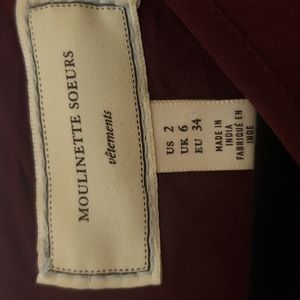 MOULINETTE SOEURS
vêtements
US 2
UK 6
EU 34
MADE IN
INDIA
FABRIQUÉ EN
INDE